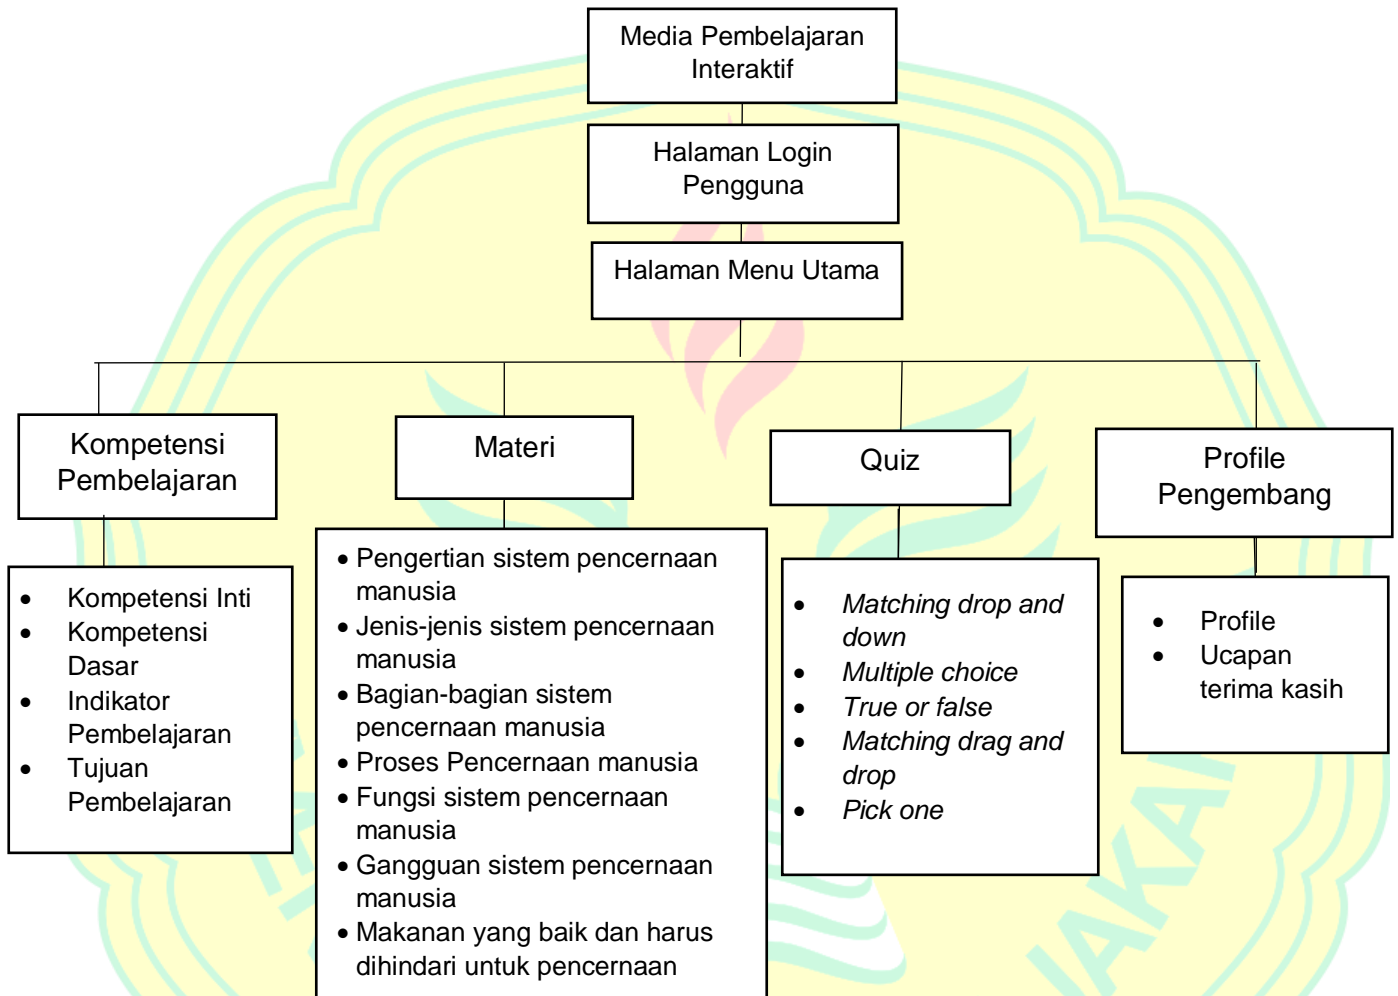 Media Pembelajaran
Interaktif
Halaman Login
Pengguna
Halaman Menu Utama
Kompetensi
Pembelajaran
Materi
Quiz
Profile
Pengembang
• Kompetensi Inti
• Kompetensi
Dasar
• Indikator
Pembelajaran
• Tujuan
Pembelajaran
• Pengertian sistem pencernaan
manusia
• Jenis-jenis sistem pencernaan
manusia
• Bagian-bagian sistem
pencernaan manusia
• Proses Pencernaan manusia
• Fungsi sistem pencernaan
manusia
• Gangguan sistem pencernaan
manusia
• Makanan yang baik dan harus
dihindari untuk pencernaan
• Matching drop and
down
• Multiple choice
• True or false
• Matching drag and
drop
• Pick one
• Profile
• Ucapan
terima kasih